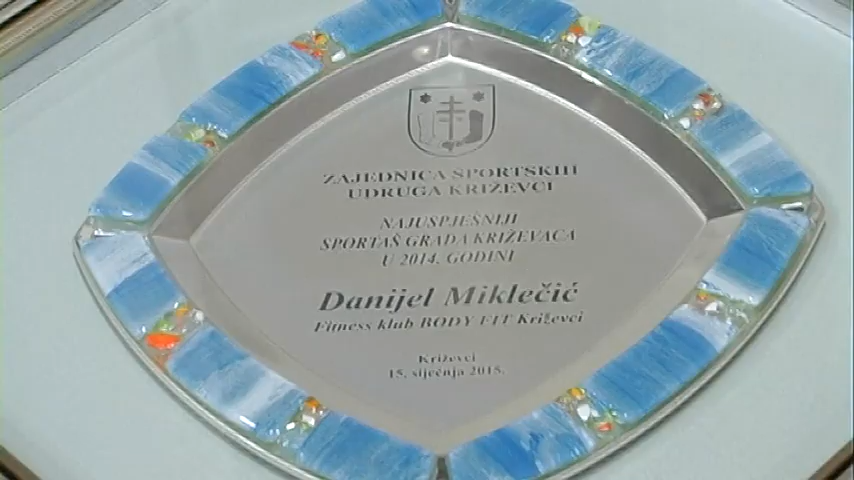 ZAJEDNICA SPORTSKIH
UDRUGA KRIŽEVCI
NAJUSPJEŠNIJI
SPORTAŠ GRADA KRIŽEVACA
U 2014. GODINI
Danijel Miklečić
Fitness klub BODY FIT Križevci
Križevci
15. siječnja 2015.